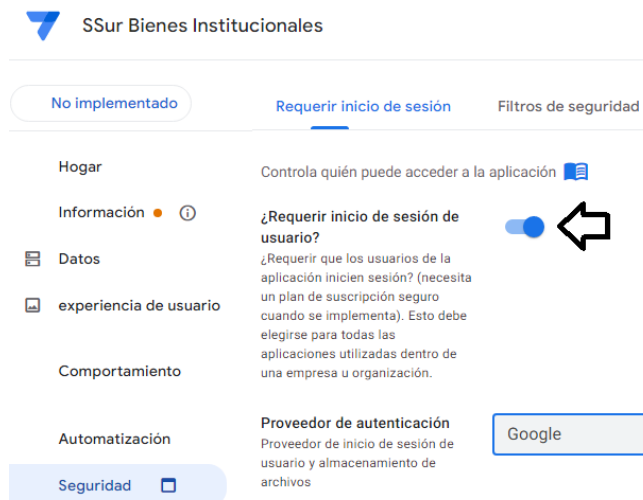 SSur Bienes Institucionales
No implementado
Requerir inicio de sesión
Filtros de seguridad
Hogar
Información
Datos
experiencia de usuario
Comportamiento
Automatización
Seguridad
Controla quién puede acceder a la aplicación
¿Requerir inicio de sesión de
usuario?
¿Requerir que los usuarios de la
aplicación inicien sesión? (necesita
un plan de suscripción seguro
cuando se implementa). Esto debe
elegirse para todas las
aplicaciones utilizadas dentro de
una empresa u organización.
Proveedor de autenticación
Proveedor de inicio de sesión de
usuario y almacenamiento de
archivos
Google